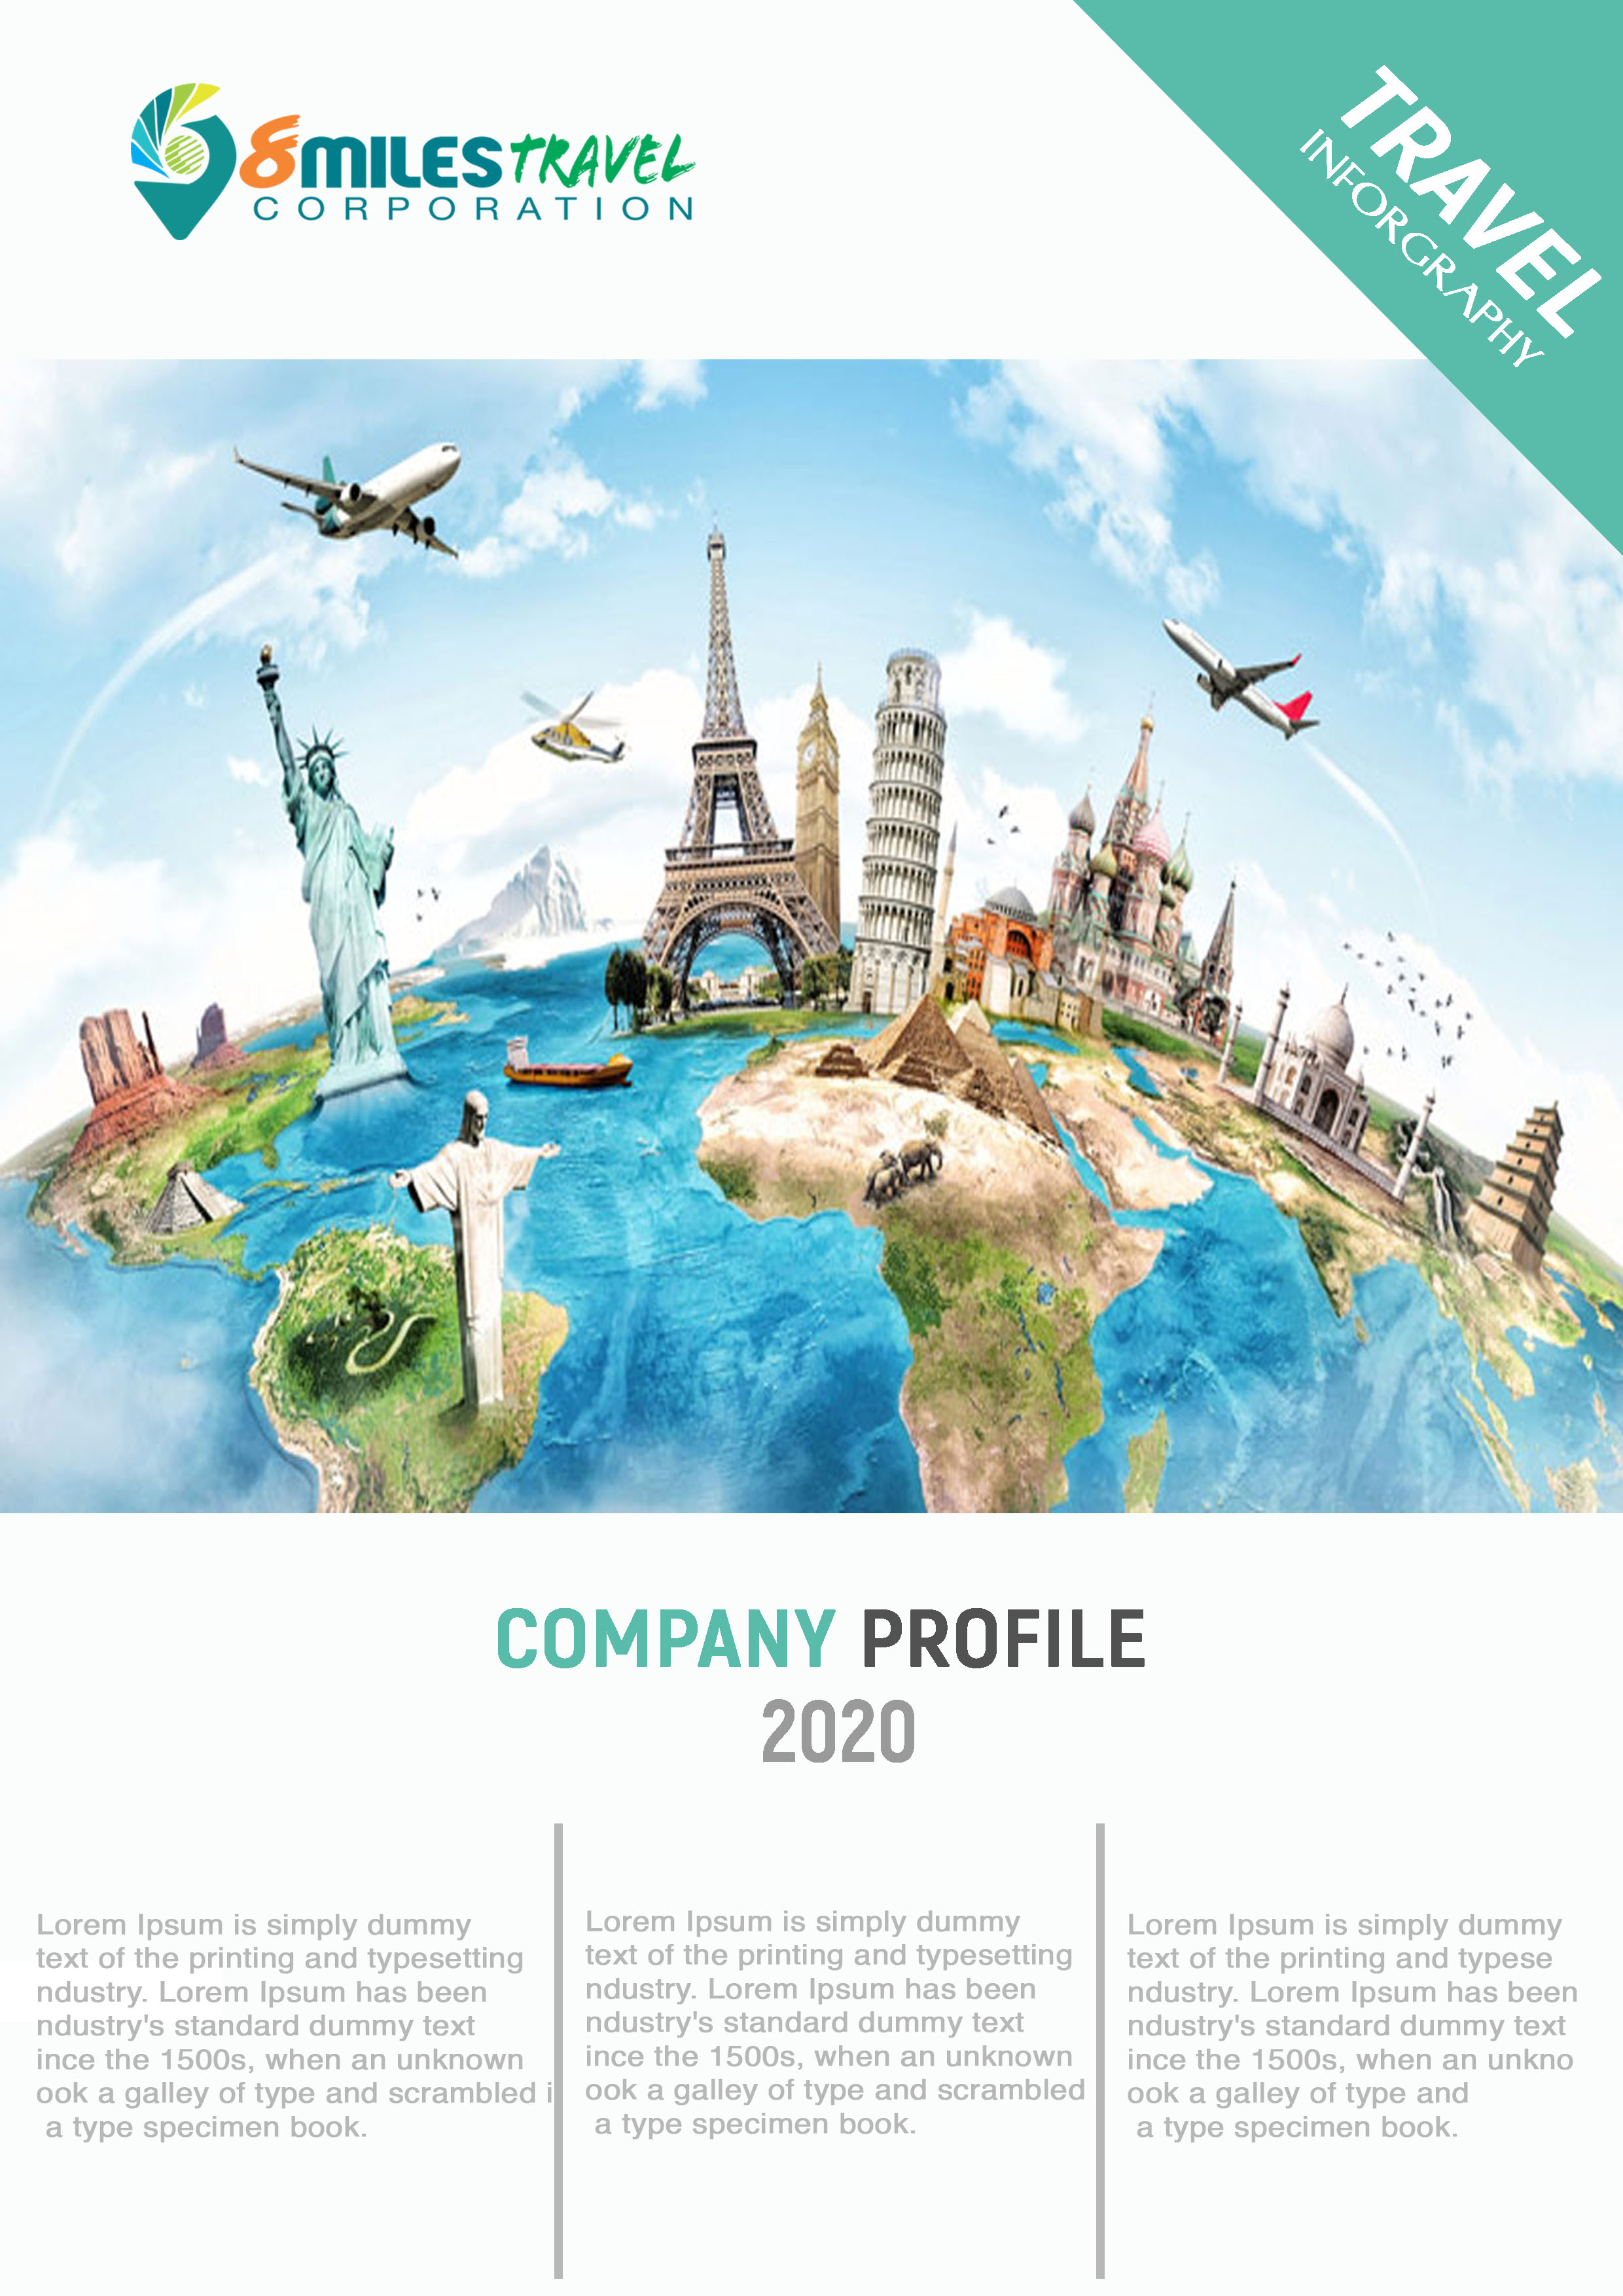 8MILES TRAVEL
CORPORATION
TRAVEL
INFORGRAPHY
COMPANY PROFILE
2020
Lorem Ipsum is simply dummy
text of the printing and typesetting
ndustry. Lorem Ipsum has been
ndustry's standard dummy text
ince the 1500s, when an unknown
ook a galley of type and scrambled i
a type specimen book.
Lorem Ipsum is simply dummy
text of the printing and typesetting
ndustry. Lorem Ipsum has been
ndustry's standard dummy text
ince the 1500s, when an unknown
ook a galley of type and scrambled
a type specimen book.
Lorem Ipsum is simply dummy
text of the printing and typese
ndustry. Lorem Ipsum has been
ndustry's standard dummy text
ince the 1500s, when an unkno
ook a galley of type and
a type specimen book.